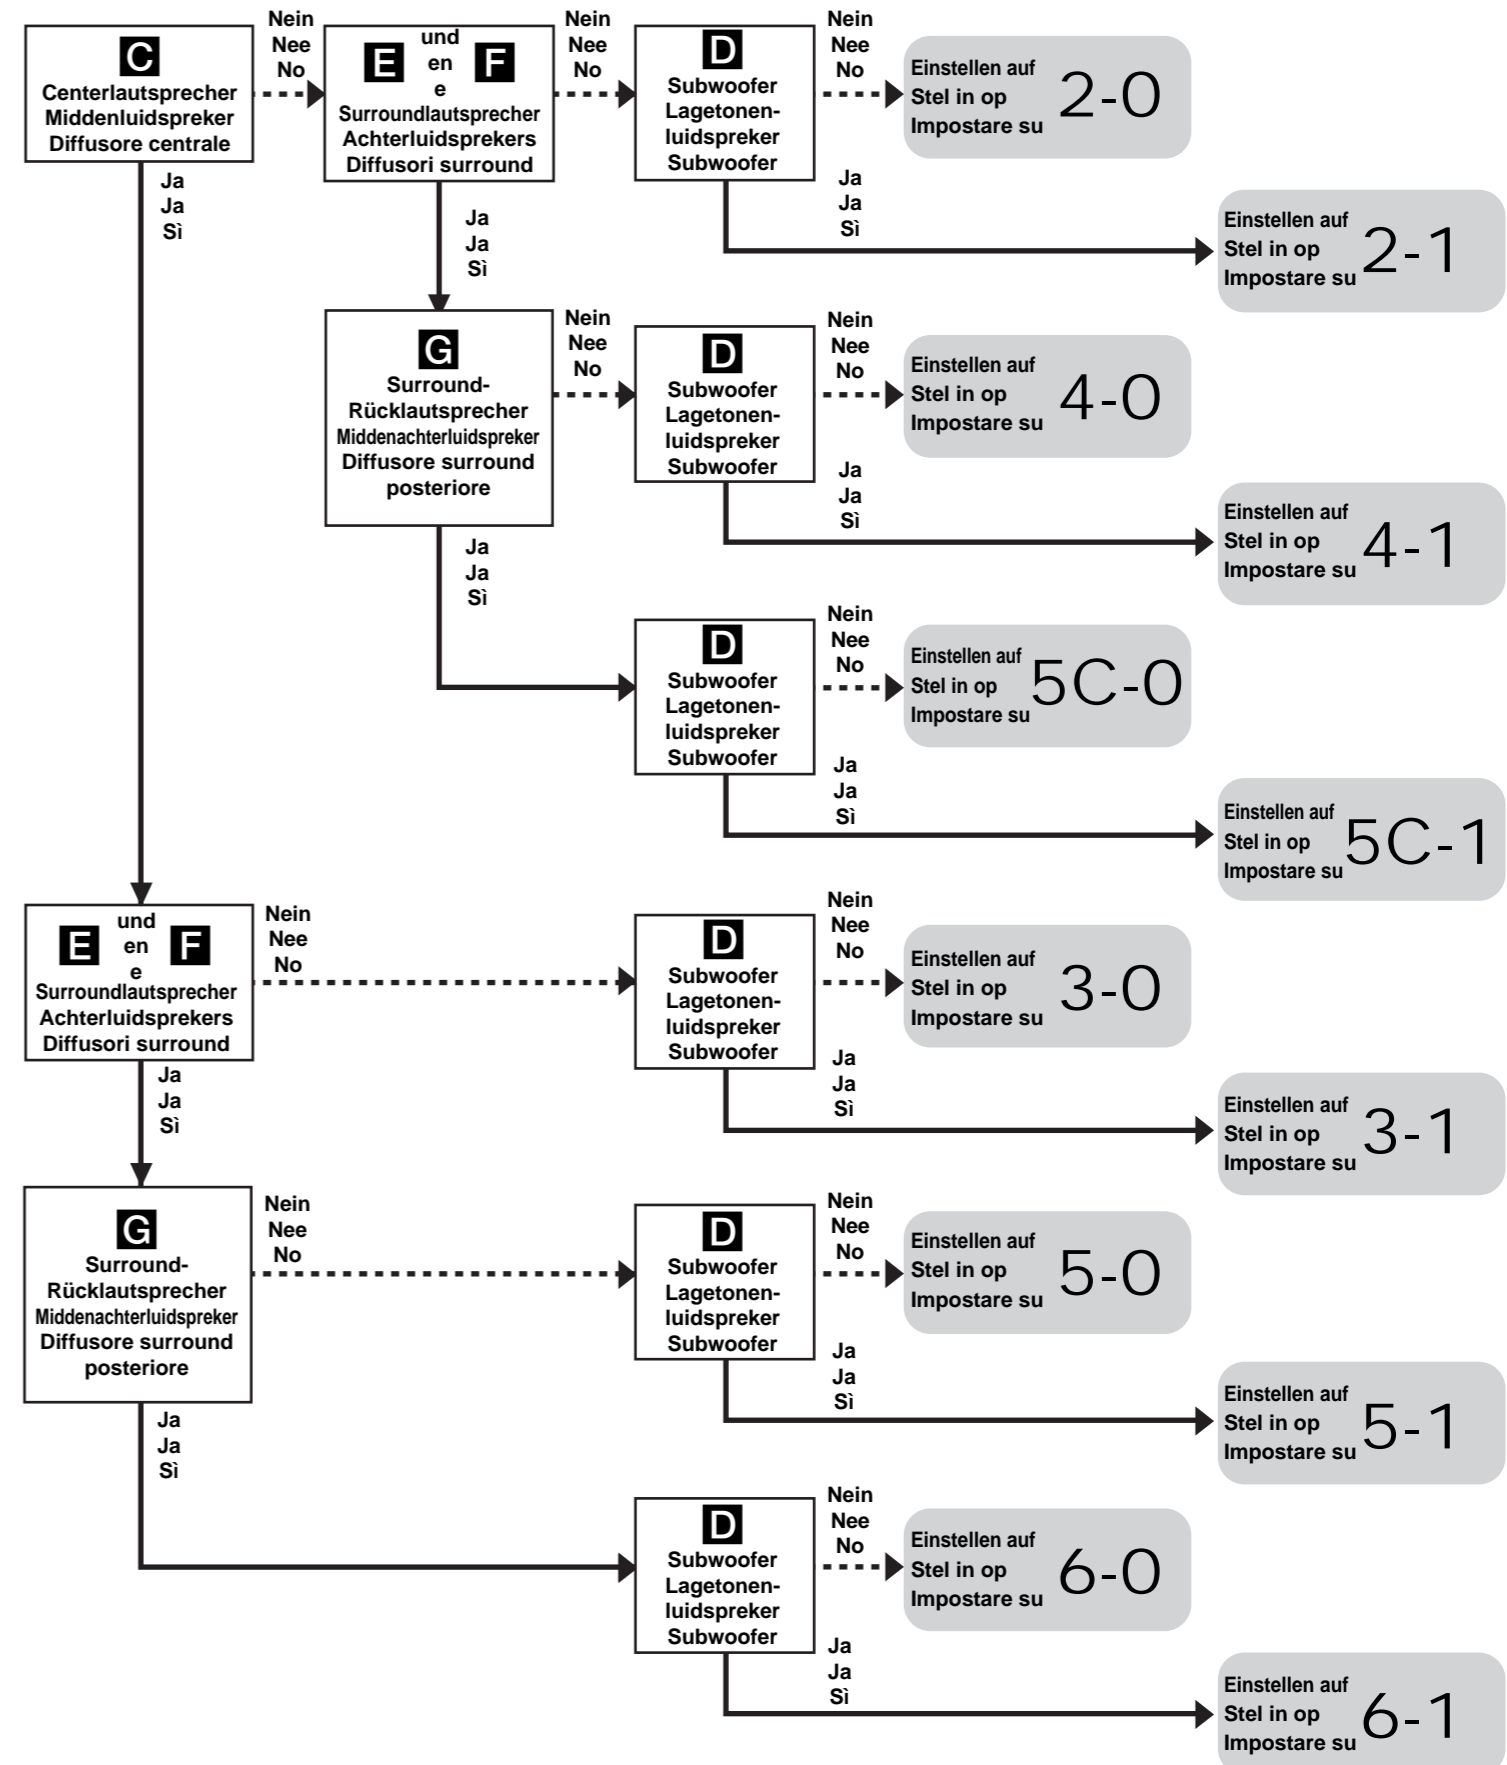 C
Centerlautsprecher
Middenluidspreker
Diffusore centrale
Nein
Nee
No
Ja
Ja
Sì
E und F
en
e
Surroundlautsprecher
Achterluidsprekers
Diffusori surround
Nein
Nee
No
Ja
Ja
Sì
D
Subwoofer
Lagetonen-
luidspreker
Subwoofer
Nein
Nee
No
Einstellen auf
Stel in op
Impostare su
2-0
Ja
Ja
Sì
Einstellen auf
Stel in op
Impostare su
2-1
G
Surround-
Rücklautsprecher
Middenachterluidspreker
Diffusore surround
posteriore
Nein
Nee
No
Ja
Ja
Sì
D
Subwoofer
Lagetonen-
luidspreker
Subwoofer
Nein
Nee
No
Einstellen auf
Stel in op
Impostare su
4-0
Ja
Ja
Sì
Einstellen auf
Stel in op
Impostare su
4-1
D
Subwoofer
Lagetonen-
luidspreker
Subwoofer
Nein
Nee
No
Einstellen auf
Stel in op
Impostare su
5C-0
Ja
Ja
Sì
Einstellen auf
Stel in op
Impostare su
5C-1
E und F
en
e
Surroundlautsprecher
Achterluidsprekers
Diffusori surround
Nein
Nee
No
Ja
Ja
Sì
D
Subwoofer
Lagetonen-
luidspreker
Subwoofer
Nein
Nee
No
Einstellen auf
Stel in op
Impostare su
3-0
Ja
Ja
Sì
Einstellen auf
Stel in op
Impostare su
3-1
G
Surround-
Rücklautsprecher
Middenachterluidspreker
Diffusore surround
posteriore
Nein
Nee
No
Ja
Ja
Sì
D
Subwoofer
Lagetonen-
luidspreker
Subwoofer
Nein
Nee
No
Einstellen auf
Stel in op
Impostare su
5-0
Ja
Ja
Sì
Einstellen auf
Stel in op
Impostare su
5-1
D
Subwoofer
Lagetonen-
luidspreker
Subwoofer
Nein
Nee
No
Einstellen auf
Stel in op
Impostare su
6-0
Ja
Ja
Sì
Einstellen auf
Stel in op
Impostare su
6-1